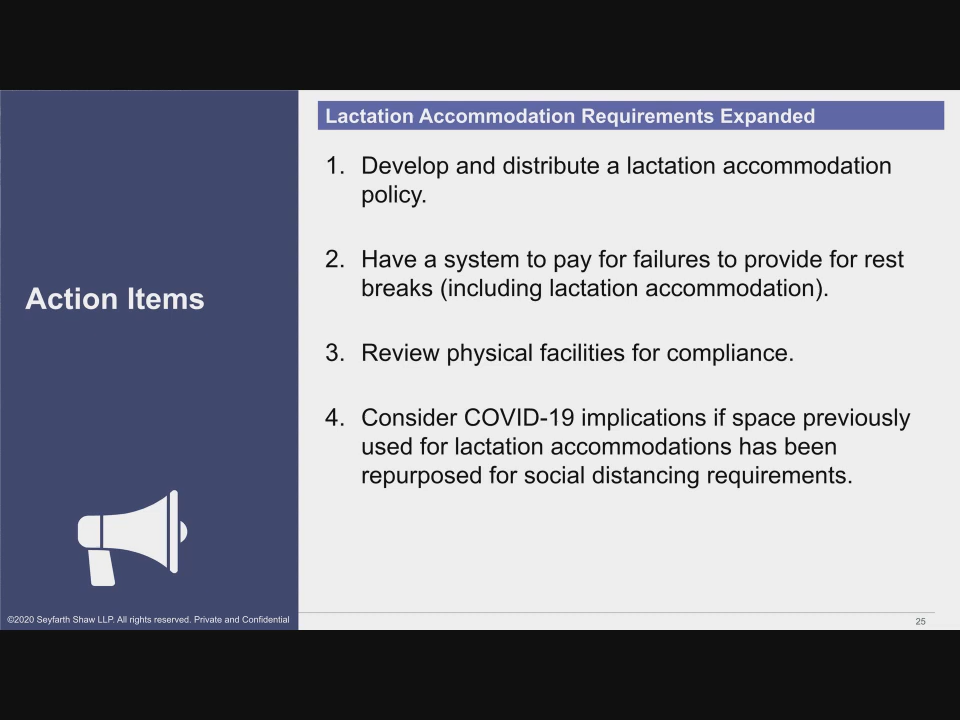 Lactation Accommodation Requirements Expanded
1. Develop and distribute a lactation accommodation
policy.
2. Have a system to pay for failures to provide for rest
breaks (including lactation accommodation).
Action Items
3. Review physical facilities for compliance.
4. Consider COVID-19 implications if space previously
used for lactation accommodations has been
repurposed for social distancing requirements.
©2020 Seyfarth Shaw LLP. All rights reserved. Private and Confidential
25